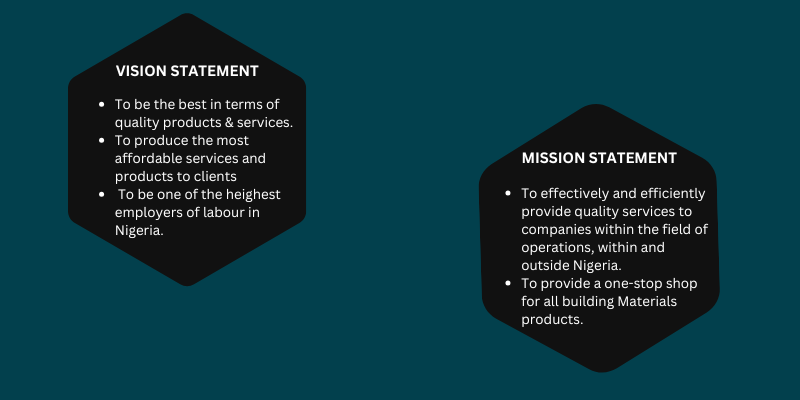 VISION STATEMENT
• To be the best in terms of
quality products & services.
• To produce the most
affordable services and
products to clients
• To be one of the heighest
employers of labour in
Nigeria.
MISSION STATEMENT
• To effectively and efficiently
provide quality services to
companies within the field of
operations, within and
outside Nigeria.
• To provide a one-stop shop
for all building Materials
products.